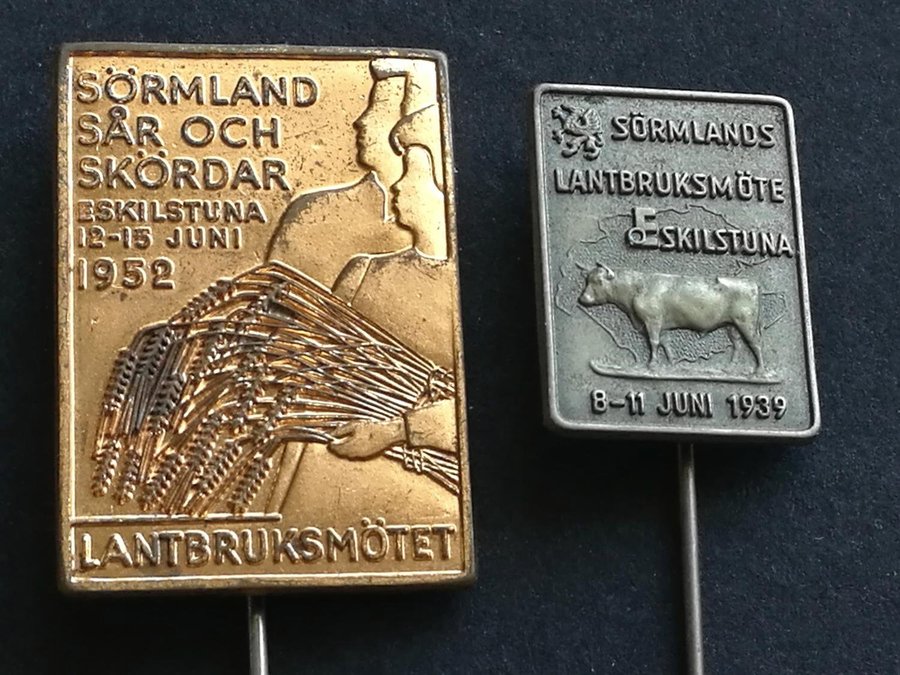 SÖRMLAND
SÅR OCH
SKÖRDAR
ESKILSTUNA
12-15 JUNI
1952
LANTBRUKSMÖTET
SÖRMLANDS
LANTBRUKSMÖTE
ESKILSTUNA
8-11 JUNI 1939